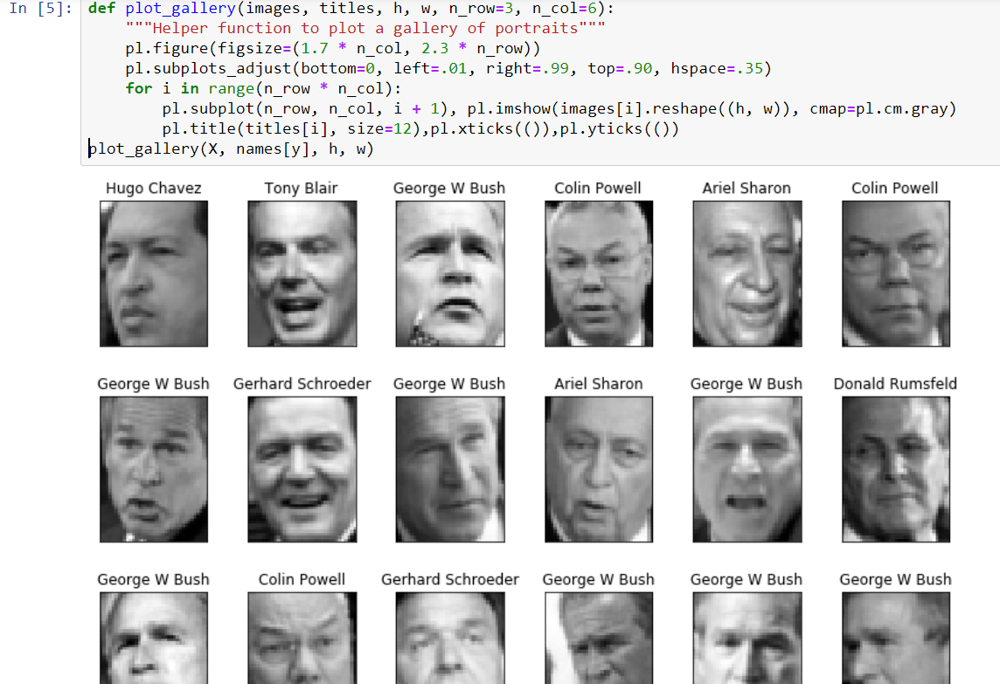 In [5]: def plot_gallery(images, titles, h, w, n_row=3, n_col=6):
    """Helper function to plot a gallery of portraits"""
    pl.figure(figsize=(1.7 * n_col, 2.3 * n_row))
    pl.subplots_adjust(bottom=0, left=.01, right=.99, top=.90, hspace=.35)
    for i in range(n_row * n_col):
        pl.subplot(n_row, n_col, i + 1), pl.imshow(images[i].reshape((h, w)), cmap=pl.cm.gray)
        pl.title(titles[i], size=12),pl.xticks(()),pl.yticks(())
plot_gallery(X, names[y], h, w)
Hugo Chavez Tony Blair George W Bush Colin Powell Ariel Sharon Colin Powell
George W Bush Gerhard Schroeder George W Bush Ariel Sharon George W Bush Donald Rumsfeld
George W Bush Colin Powell Gerhard Schroeder George W Bush George W Bush George W Bush